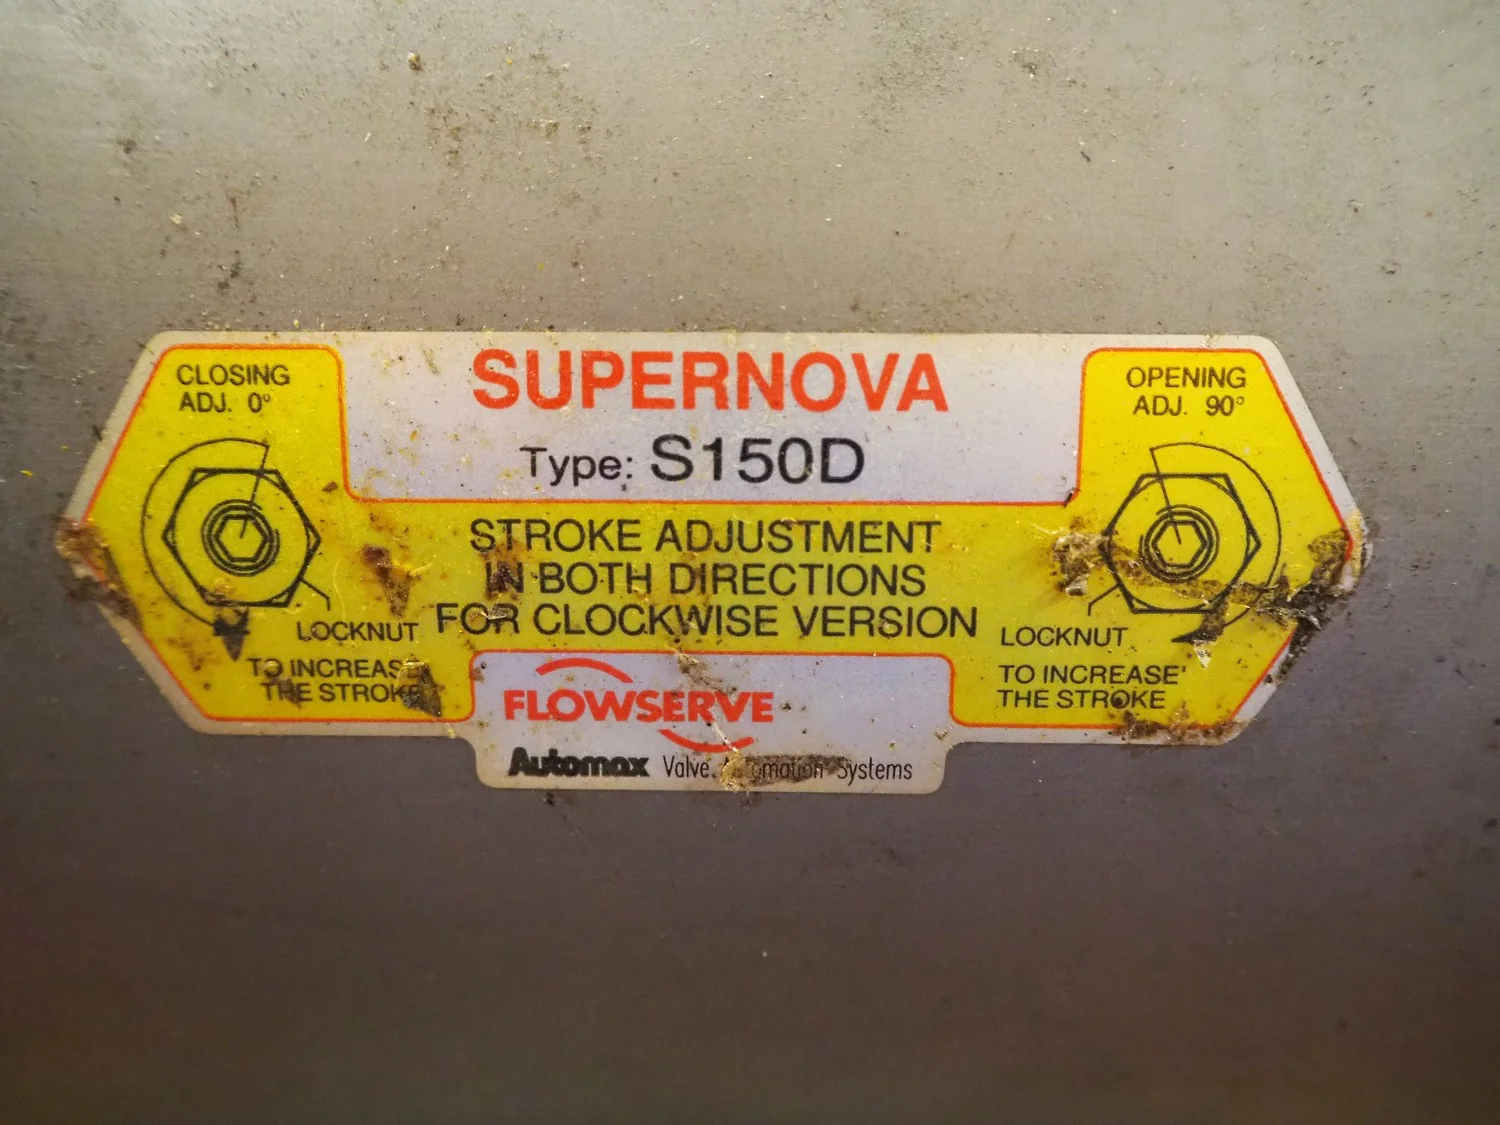 CLOSING
ADJ. 0°
SUPERNOVA
Type: S150D
OPENING
ADJ. 90°
STROKE ADJUSTMENT
IN BOTH DIRECTIONS
FOR CLOCKWISE VERSION
LOCKNUT
TO INCREASE
THE STROKE
LOCKNUT
TO INCREASE
THE STROKE
FLOWSERVE
Automax Valve Automation Systems